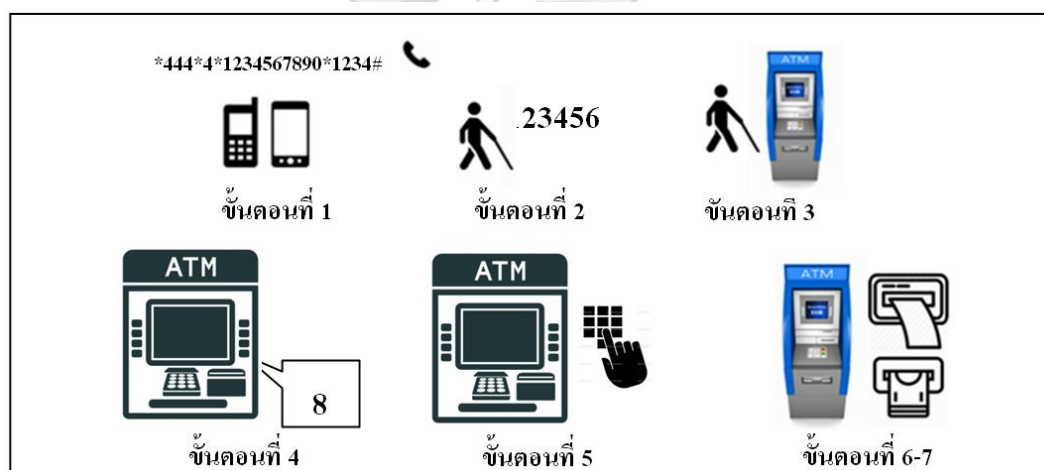 *444*4*1234567890*1234#
.23456
ATM
ขั้นตอนที่ 1
ขั้นตอนที่ 2
ขันตอนที 3
ATM
ATM
ATM
8
ขั้นตอนที่ 4
ขั้นตอนที่ 5
ขั้นตอนที่ 6-7